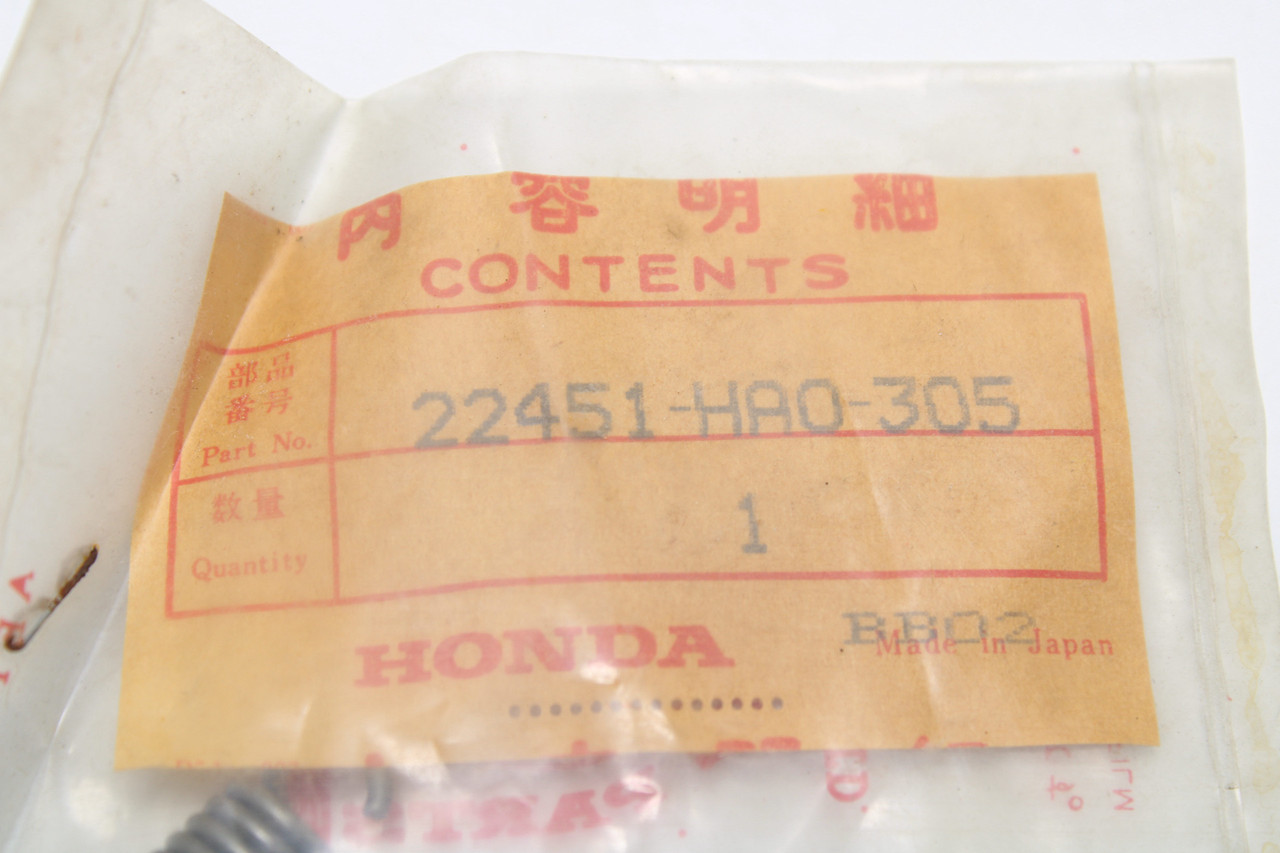 内容明細
CONTENTS
部品
番号
Part No.
22451-HA0-305
数量
Quantity
1
HONDA
BB02
Made in Japan
PARTS